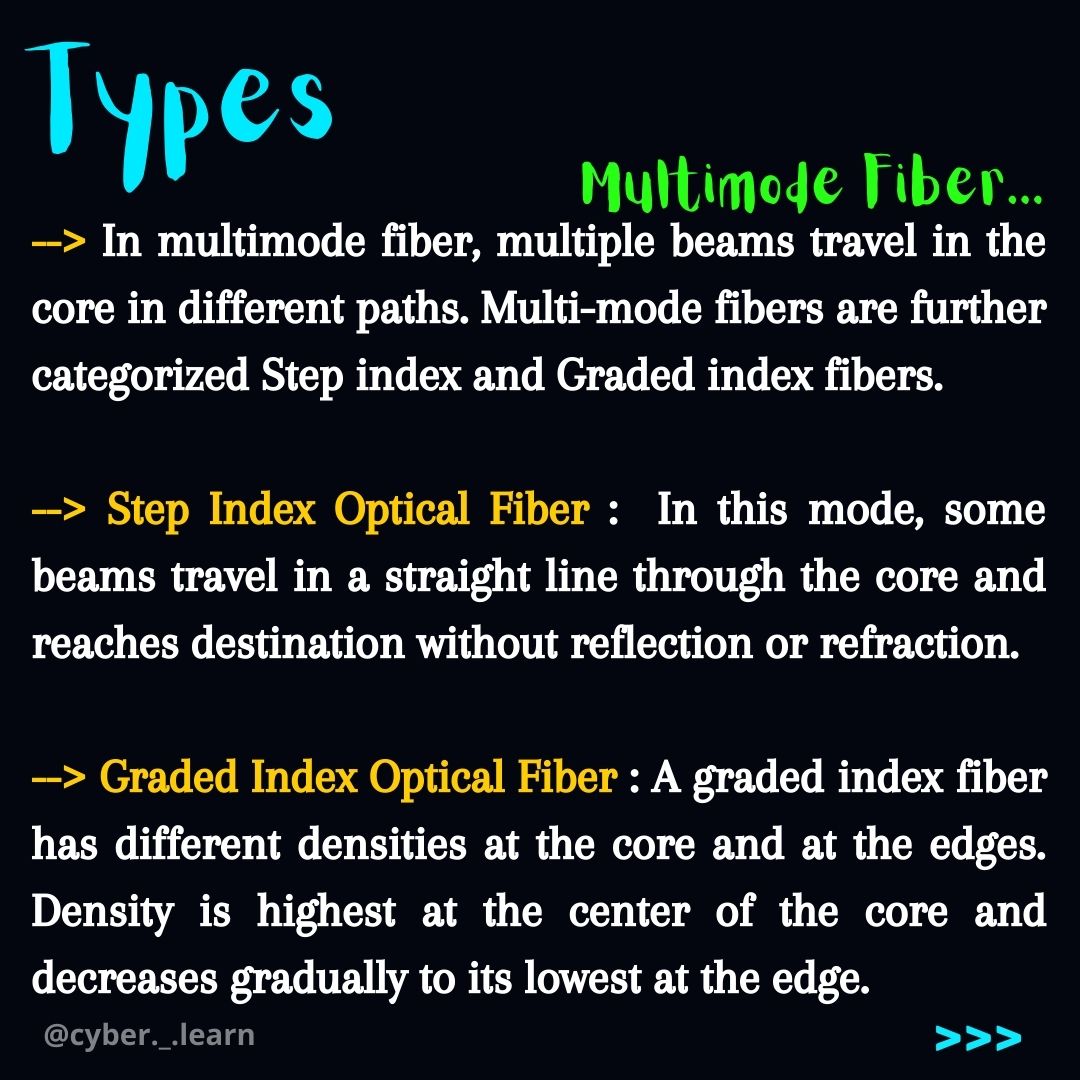 Types
Multimode Fiber...
--> In multimode fiber, multiple beams travel in the
core in different paths. Multi-mode fibers are further
categorized Step index and Graded index fibers.
--> Step Index Optical Fiber : In this mode, some
beams travel in a straight line through the core and
reaches destination without reflection or refraction.
--> Graded Index Optical Fiber : A graded index fiber
has different densities at the core and at the edges.
Density is highest at the center of the core and
decreases gradually to its lowest at the edge.
@cyber._.learn
>>>